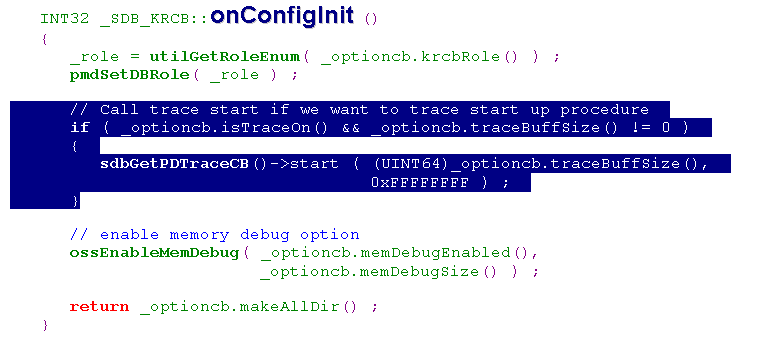 INT32 _SDB_KRCB::onConfigInit ()
{
_role = utilGetRoleEnum( _optioncb.krcbRole() ) ;
pmdSetDBRole( _role ) ;
// Call trace start if we want to trace start up procedure
if ( _optioncb.isTraceOn() && _optioncb.traceBuffSize() != 0 )
{
sdbGetPDTraceCB()->start ( (UINT64)_optioncb.traceBuffSize(),
0xFFFFFFFF ) ;
}
// enable memory debug option
ossEnableMemDebug( _optioncb.memDebugEnabled(),
_optioncb.memDebugSize() ) ;
return _optioncb.makeAllDir() ;
}